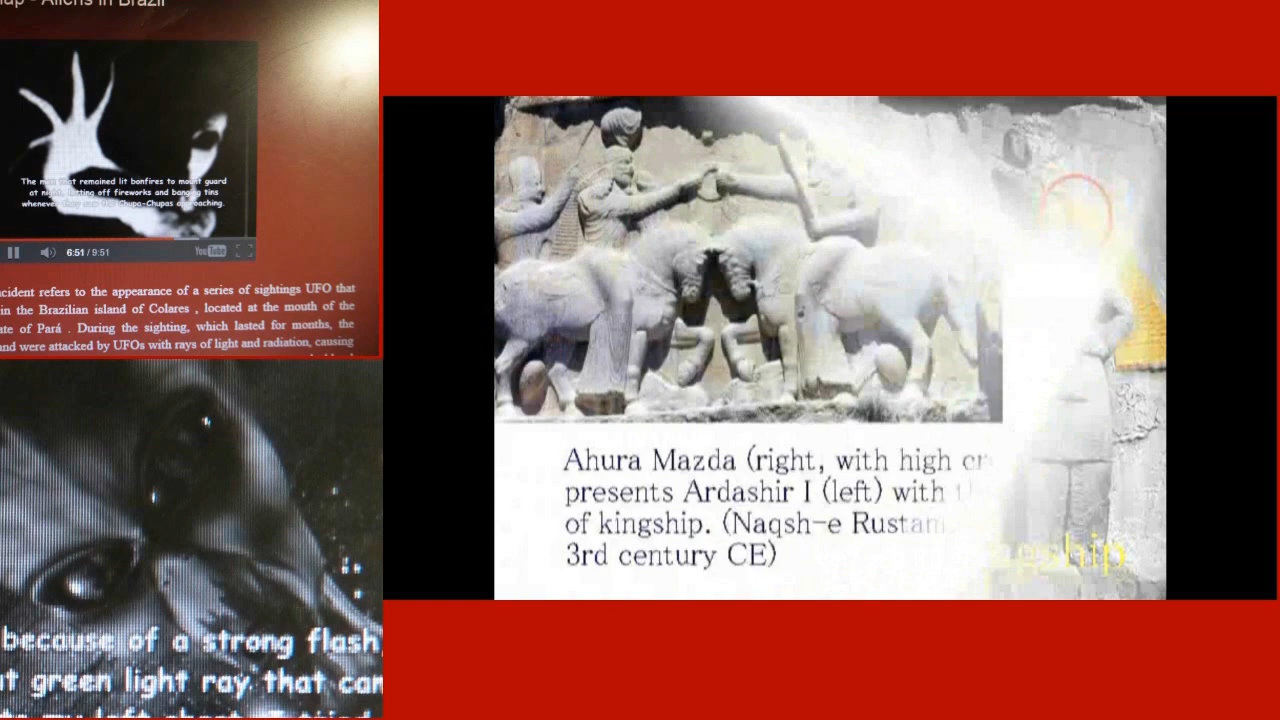 Aliens in Brazil
The that remained lit bonfires to mount guard
at letting off fireworks and banging tins
whenever they saw the Chupa-Chupas approaching.
6:51 / 9:51
YouTube
cident refers to the appearance of a series of sightings UFO that
in the Brazilian island of Colares , located at the mouth of the
ate of Pará . During the sighting, which lasted for months, the
nd were attacked by UFOs with rays of light and radiation, causing
because of a strong flash,
t green light ray that can
Ahura Mazda (right, with high cr
presents Ardashir I (left) with t
of kingship. (Naqsh-e Rustam,
3rd century CE)
ngship